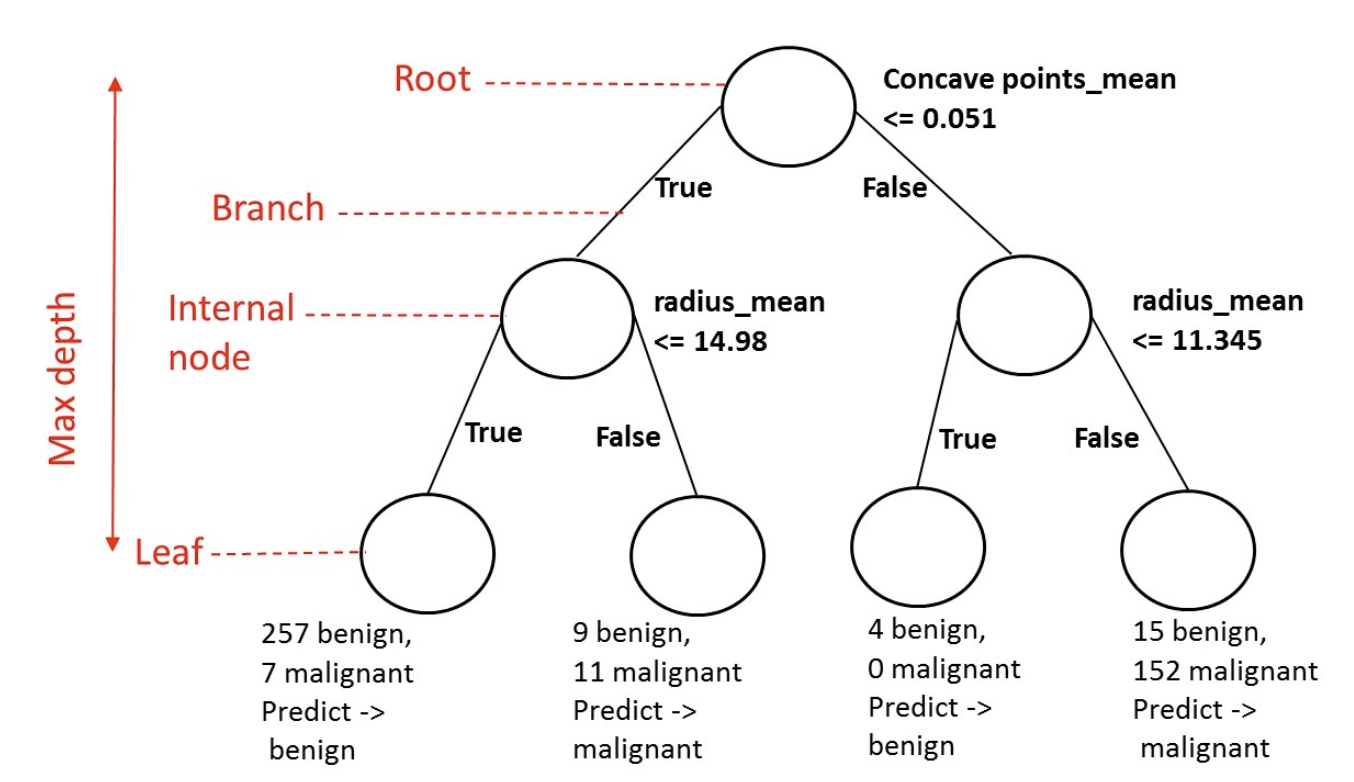 Root
Concave points_mean
<= 0.051
True
False
Branch
Max depth
Internal
node
radius_mean
<= 14.98
radius_mean
<= 11.345
True
False
True
False
Leaf
257 benign,
7 malignant
Predict ->
benign
9 benign,
11 malignant
Predict ->
malignant
4 benign,
0 malignant
Predict ->
benign
15 benign,
152 malignant
Predict ->
malignant